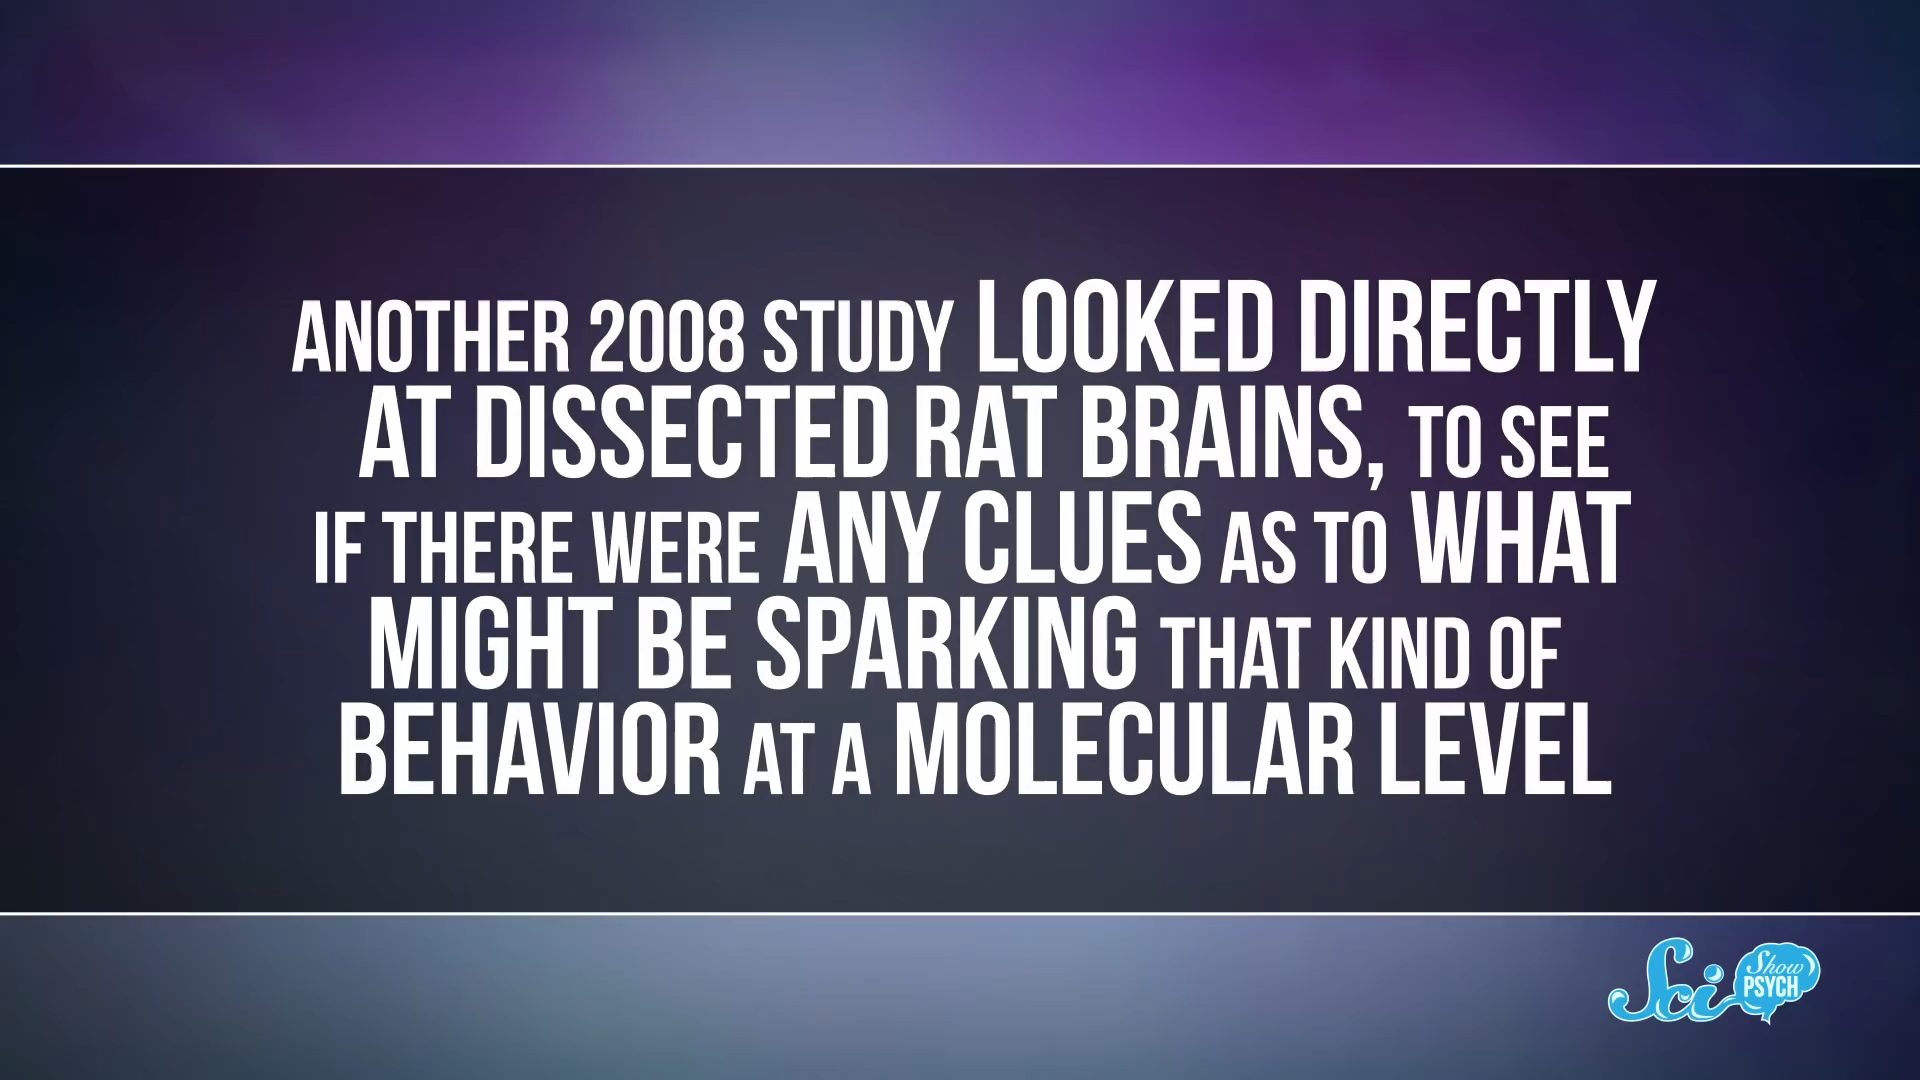 ANOTHER 2008 STUDY LOOKED DIRECTLY
AT DISSECTED RAT BRAINS, TO SEE
IF THERE WERE ANY CLUES AS TO WHAT
MIGHT BE SPARKING THAT KIND OF
BEHAVIOR AT A MOLECULAR LEVEL
Sci Show
PSYCH